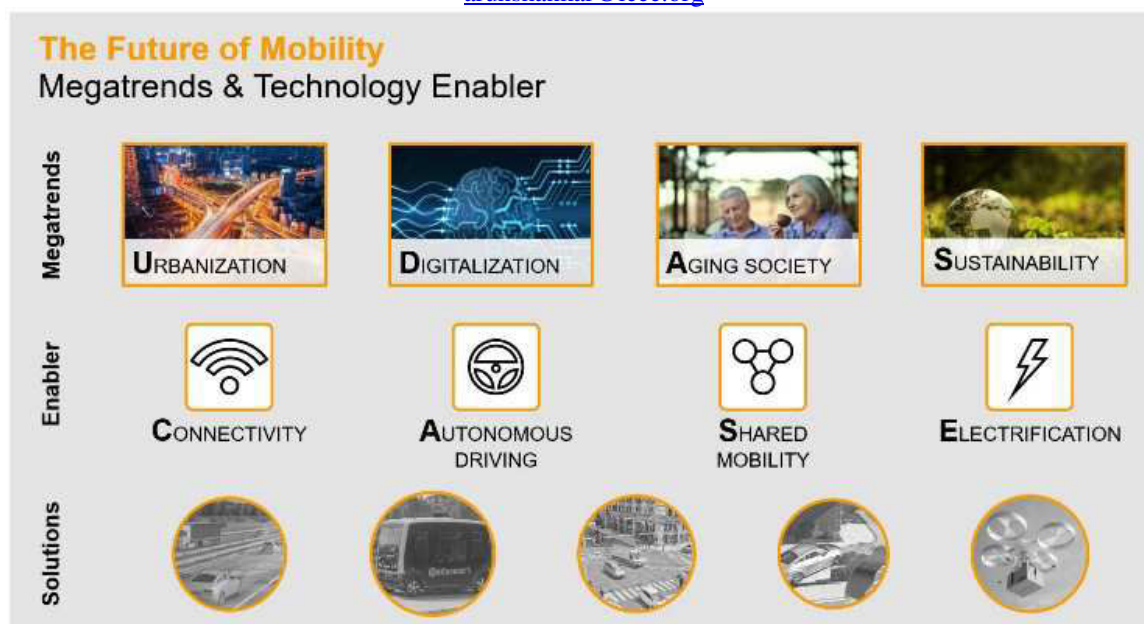 The Future of Mobility
Megatrends & Technology Enabler
Megatrends
URBANIZATION
DIGITALIZATION
AGING SOCIETY
SUSTAINABILITY
Enabler
CONNECTIVITY
AUTONOMOUS
DRIVING
SHARED
MOBILITY
ELECTRIFICATION
Solutions